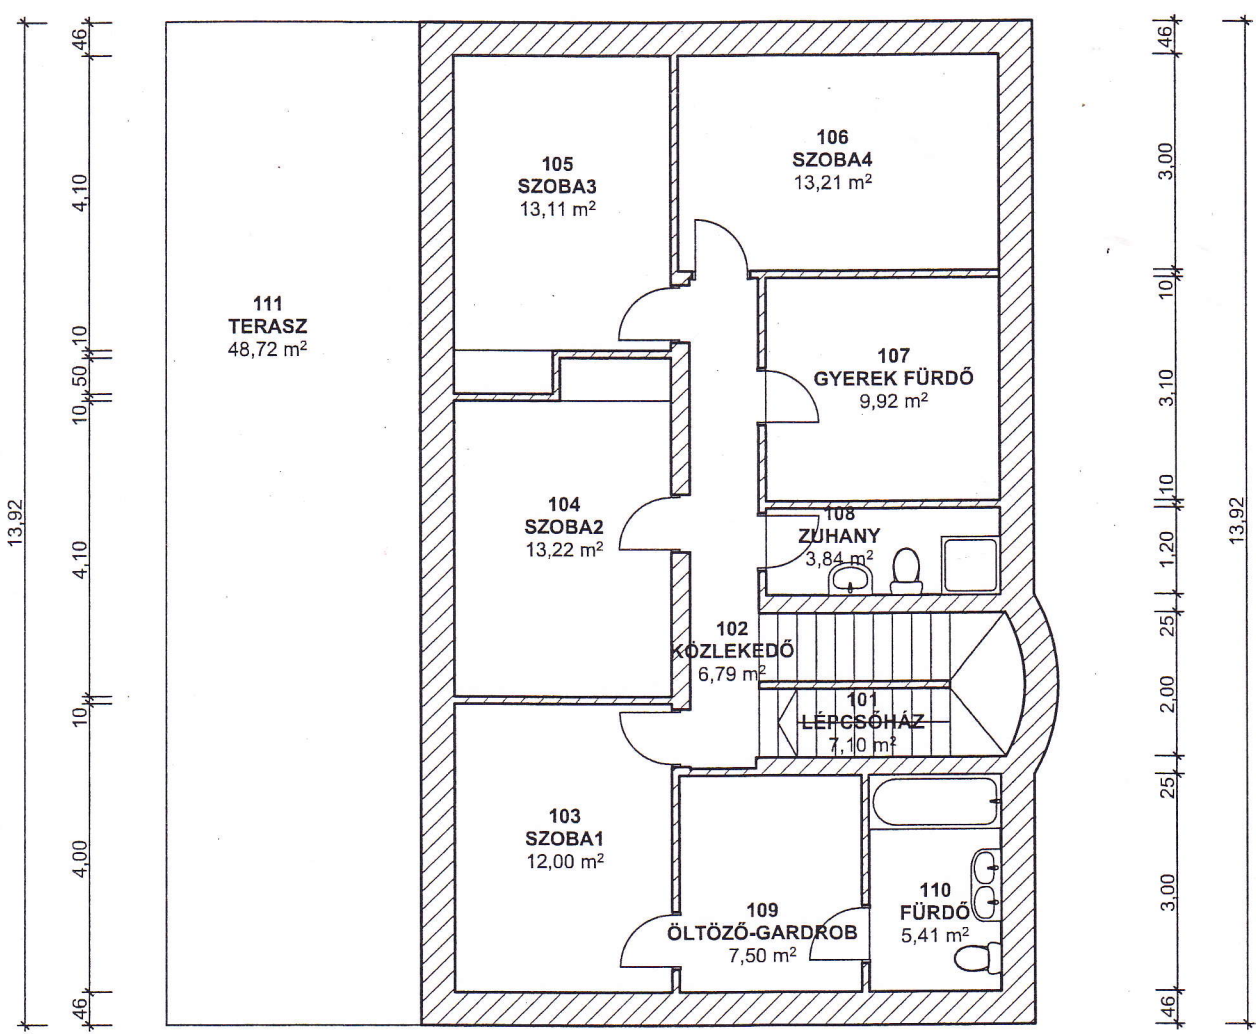 105
SZOBA3
13,11 m²
106
SZOBA4
13,21 m²
111
TERASZ
48,72 m²
107
GYEREK FÜRDŐ
9,92 m²
104
SZOBA2
13,22 m²
108
ZUHANY
3,84 m²
102
KÖZLEKEDŐ
6,79 m²
101
LÉPCSŐHÁZ
7,10 m²
103
SZOBA1
12,00 m²
109
ÖLTÖZŐ-GARDROB
7,50 m²
110
FÜRDŐ
5,41 m²
13,92
46
4,10
10
50
10
4,10
10
4,00
46
46
3,00
10
3,10
10
1,20
25
2,00
25
3,00
46
13,92